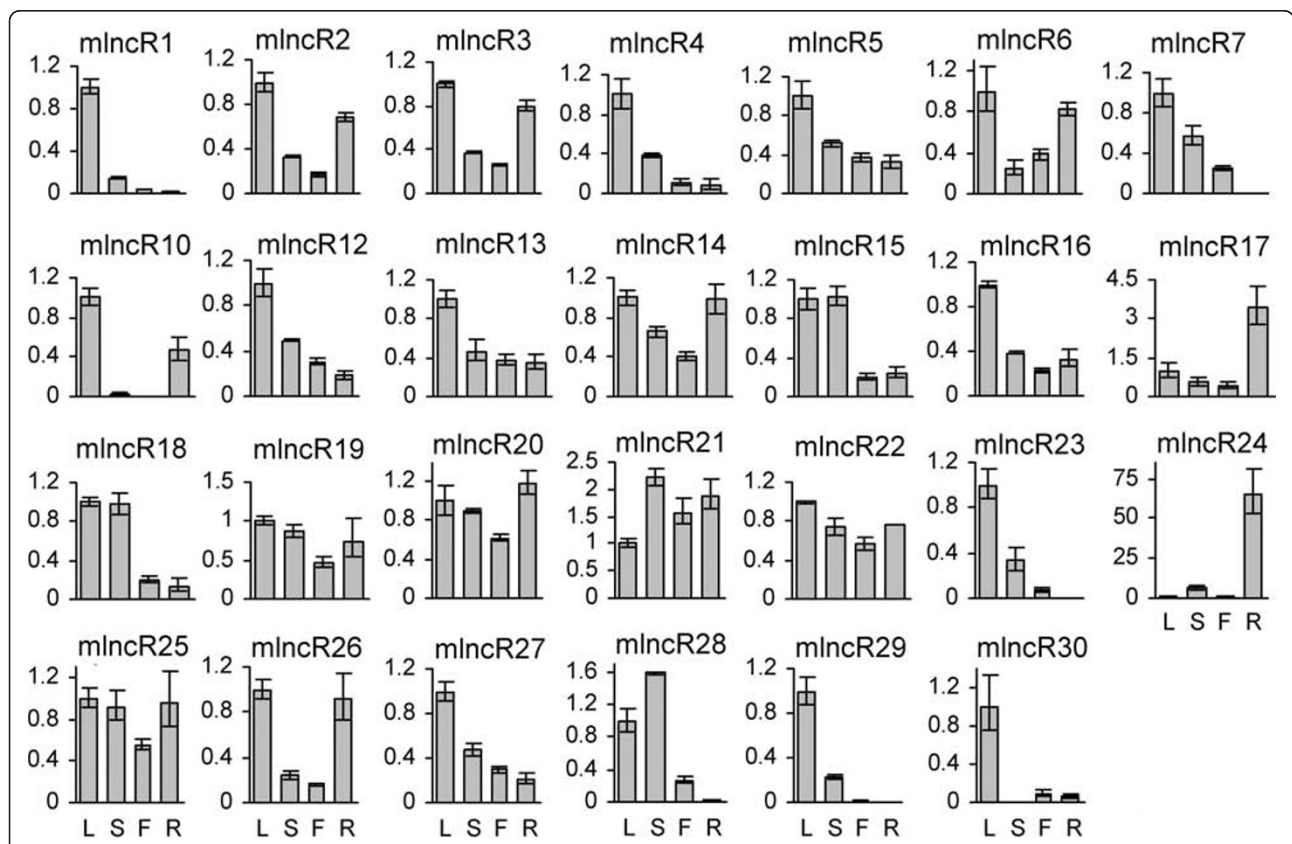 mlncR1 mlncR2 mlncR3 mlncR4 mlncR5 mlncR6 mlncR7
1.2 1.2 1.2 1.2 1.2 1.2 1.2
0.8 0.8 0.8 0.8 0.8 0.8 0.8
0.4 0.4 0.4 0.4 0.4 0.4 0.4
0 0 0 0 0 0 0
mlncR10 mlncR12 mlncR13 mlncR14 mlncR15 mlncR16 mlncR17
1.2 1.2 1.2 1.2 1.2 1.2 4.5
0.8 0.8 0.8 0.8 0.8 0.8 3
0.4 0.4 0.4 0.4 0.4 0.4 1.5
0 0 0 0 0 0 0
mlncR18 mlncR19 mlncR20 mlncR21 mlncR22 mlncR23 mlncR24
1.2 1.5 1.2 2.5 1.2 1.2 75
0.8 1 0.8 2 0.8 0.8 50
0.4 0.5 0.4 1.5 0.4 0.4 25
0 0 0 1 0 0 0
0.5
0
L S F R
mlncR25 mlncR26 mlncR27 mlncR28 mlncR29 mlncR30
1.2 1.2 1.2 1.6 1.2 1.2
0.8 0.8 0.8 1.2 0.8 0.8
0.4 0.4 0.4 0.8 0.4 0.4
0 0 0 0.4 0 0
0
L S F R L S F R L S F R L S F R L S F R L S F R